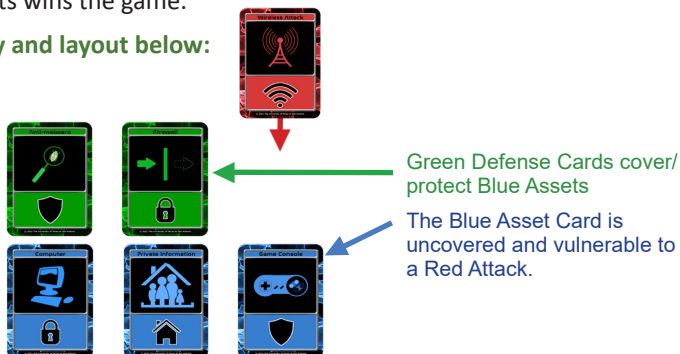 ts wins the game.
y and layout below:
Wireless Attack
Anti-malware
Firewall
Green Defense Cards cover/
protect Blue Assets
The Blue Asset Card is
uncovered and vulnerable to
a Red Attack.
Computer
Private Information
Game Console